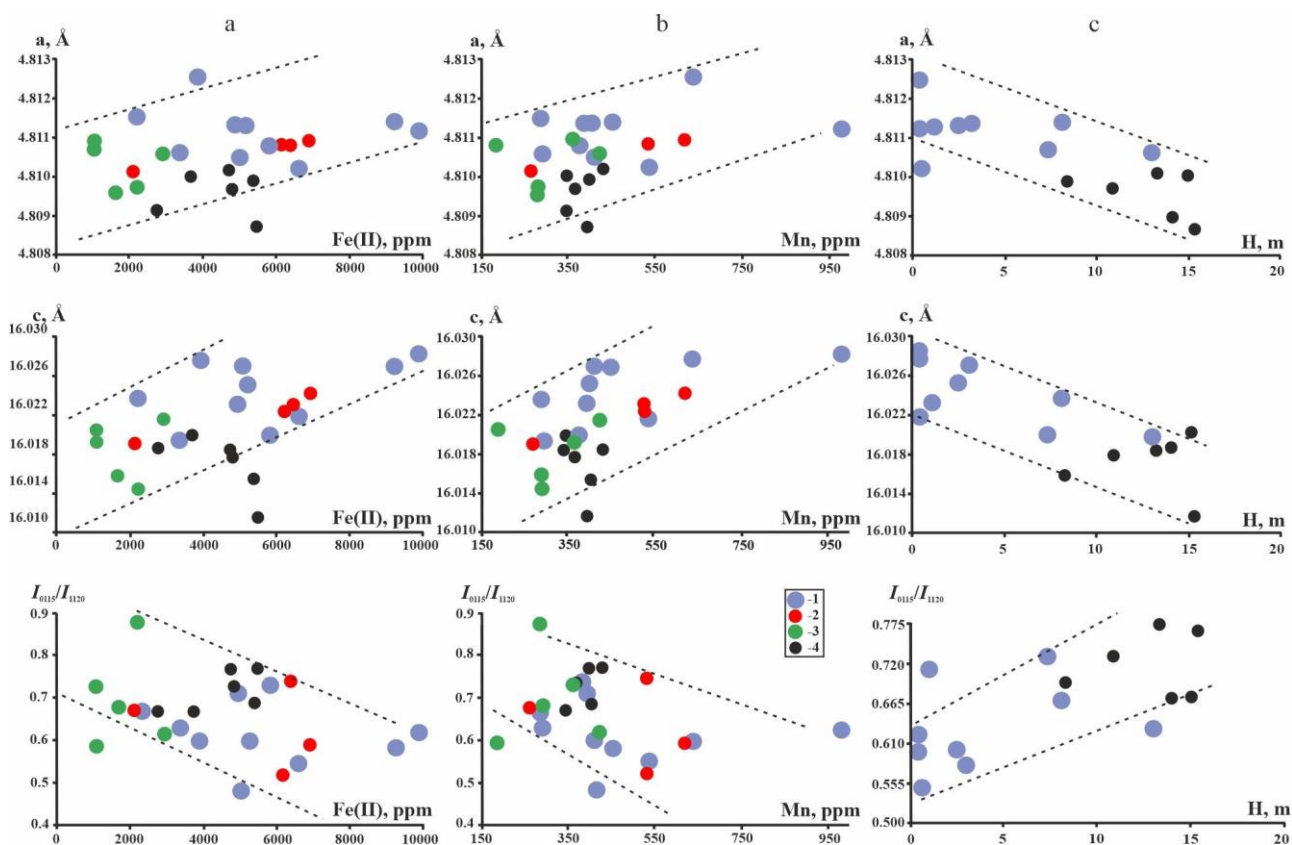 a b c
a, Å a, Å a, Å
4.813 4.813 4.813
4.812 4.812 4.812
4.811 4.811 4.811
4.810 4.810 4.810
4.809 4.809 4.809
4.808 4.808 4.808
Fe(II), ppm Mn, ppm H, m
0 2000 4000 6000 8000 10000 150 350 550 750 950 0 5 10 15 20
c, Å c, Å c, Å
16.030 16.030 16.030
16.026 16.026 16.026
16.022 16.022 16.022
16.018 16.018 16.018
16.014 16.014 16.014
16.010 16.010 16.010
Fe(II), ppm Mn, ppm H, m
0 2000 4000 6000 8000 10000 150 350 550 750 950 0 5 10 15 20
I0115/I1120 I0115/I1120 I0115/I1120
0.9 0.9 0.775
0.8 0.8 0.720
0.7 0.7 0.665
0.6 0.6 0.610
0.5 0.5 0.555
0.4 0.4 0.500
-1
-2
-3
-4
Fe(II), ppm Mn, ppm H, m
0 2000 4000 6000 8000 10000 150 350 550 750 950 0 5 10 15 20